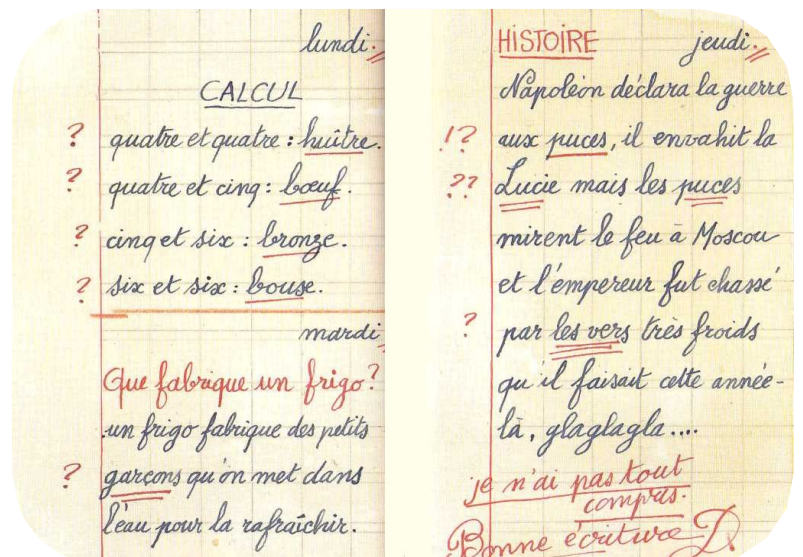 lundi.
CALCUL
? quatre et quatre : huître.
? quatre et cinq : bœuf.
? cinq et six : bronze.
? six et six : bouse.
mardi
Que fabrique un frigo ?
un frigo fabrique des petits
? garçons qu'on met dans
l'eau pour la rafraîchir.
HISTOIRE jeudi.
Napoléon déclara la guerre
!? aux puces, il envahit la
?? Lucie mais les puces
mirent le feu à Moscou
et l'empereur fut chassé
? par les vers très froids
qu'il faisait cette année-
là, glaglagla....
je n'ai pas tout
compris.
Bonne écriture